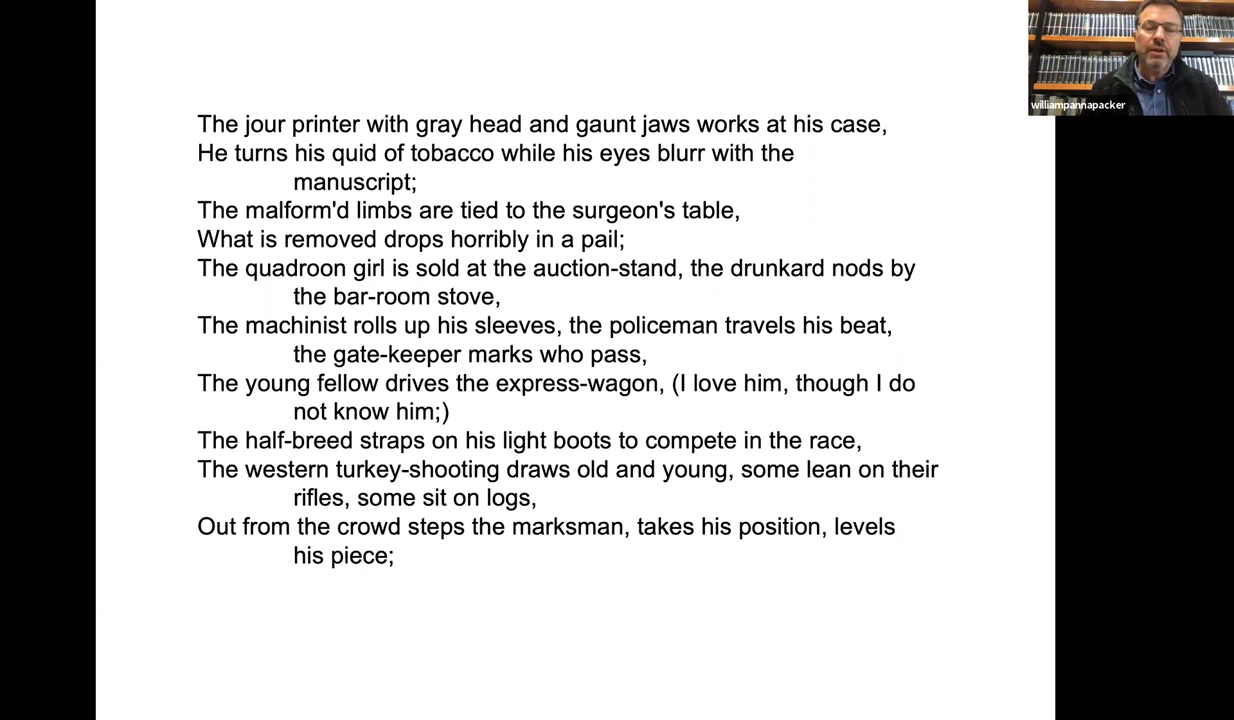 The jour printer with gray head and gaunt jaws works at his case,
He turns his quid of tobacco while his eyes blurr with the
manuscript;
The malform'd limbs are tied to the surgeon's table,
What is removed drops horribly in a pail;
The quadroon girl is sold at the auction-stand, the drunkard nods by
the bar-room stove,
The machinist rolls up his sleeves, the policeman travels his beat,
the gate-keeper marks who pass,
The young fellow drives the express-wagon, (I love him, though I do
not know him;)
The half-breed straps on his light boots to compete in the race,
The western turkey-shooting draws old and young, some lean on their
rifles, some sit on logs,
Out from the crowd steps the marksman, takes his position, levels
his piece;
williampannapacker